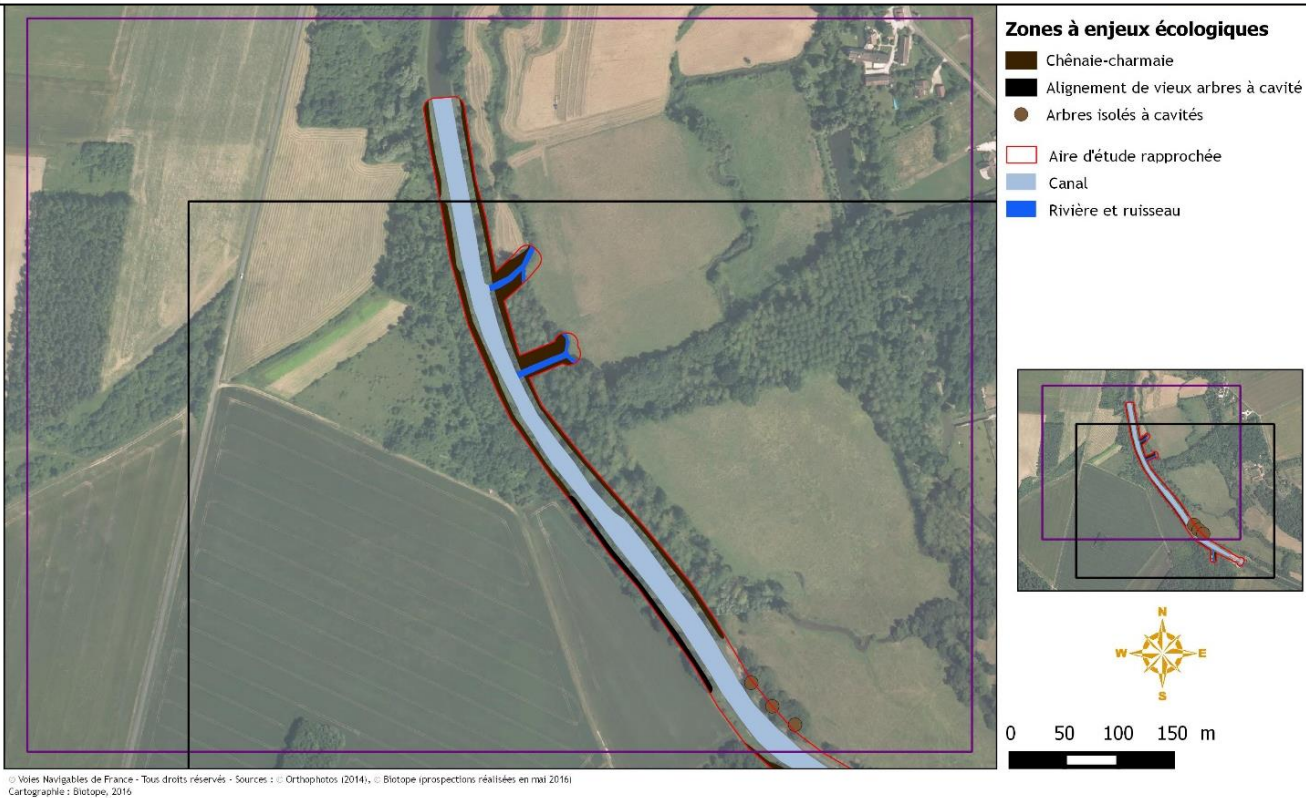 Zones à enjeux écologiques
Chênaie-charmaie
Alignement de vieux arbres à cavité
Arbres isolés à cavités
Aire d'étude rapprochée
Canal
Rivière et ruisseau
N
W E
S
0 50 100 150 m
© Voies Navigables de France - Tous droits réservés - Sources : © Orthophotos (2014), © Biotope (prospections réalisées en mai 2016)
Cartographie : Biotope, 2016